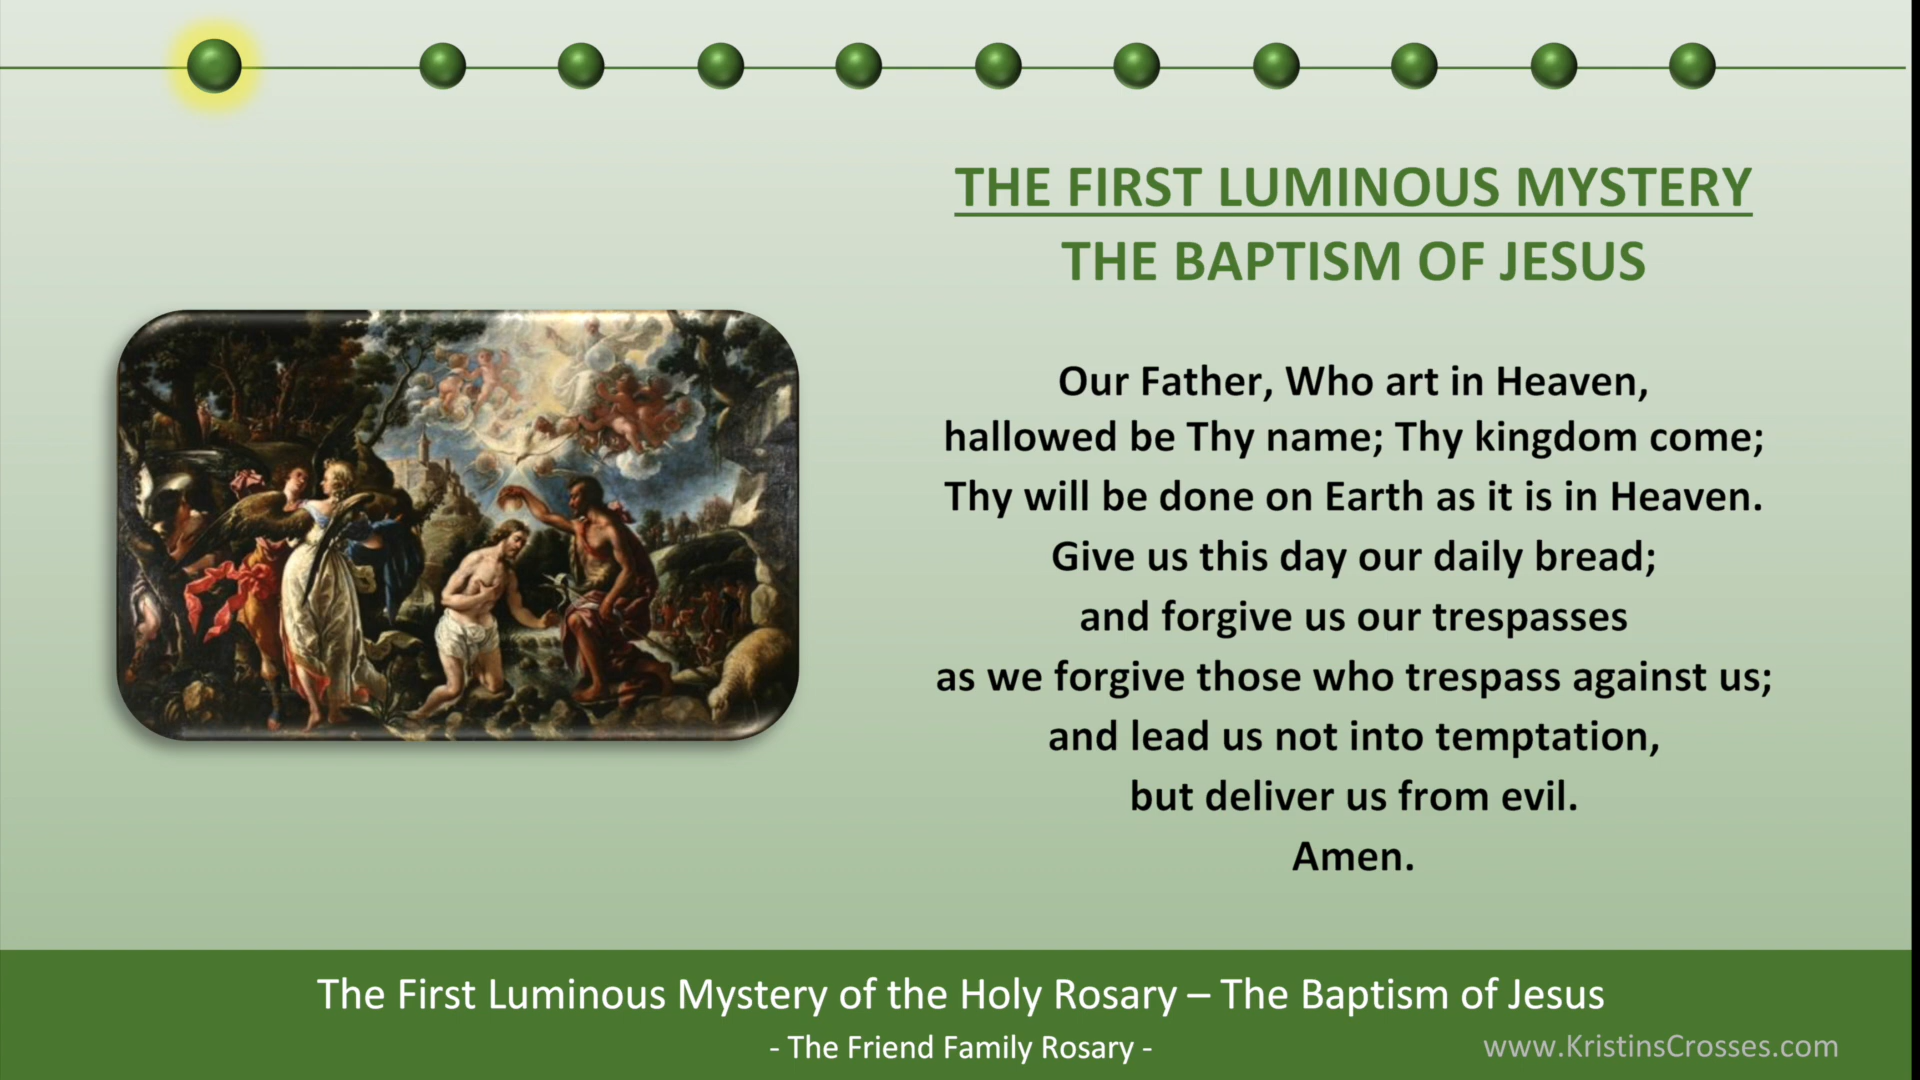 THE FIRST LUMINOUS MYSTERY
THE BAPTISM OF JESUS
Our Father, Who art in Heaven,
hallowed be Thy name; Thy kingdom come;
Thy will be done on Earth as it is in Heaven.
Give us this day our daily bread;
and forgive us our trespasses
as we forgive those who trespass against us;
and lead us not into temptation,
but deliver us from evil.
Amen.
The First Luminous Mystery of the Holy Rosary – The Baptism of Jesus
- The Friend Family Rosary -
www.KristinsCrosses.com